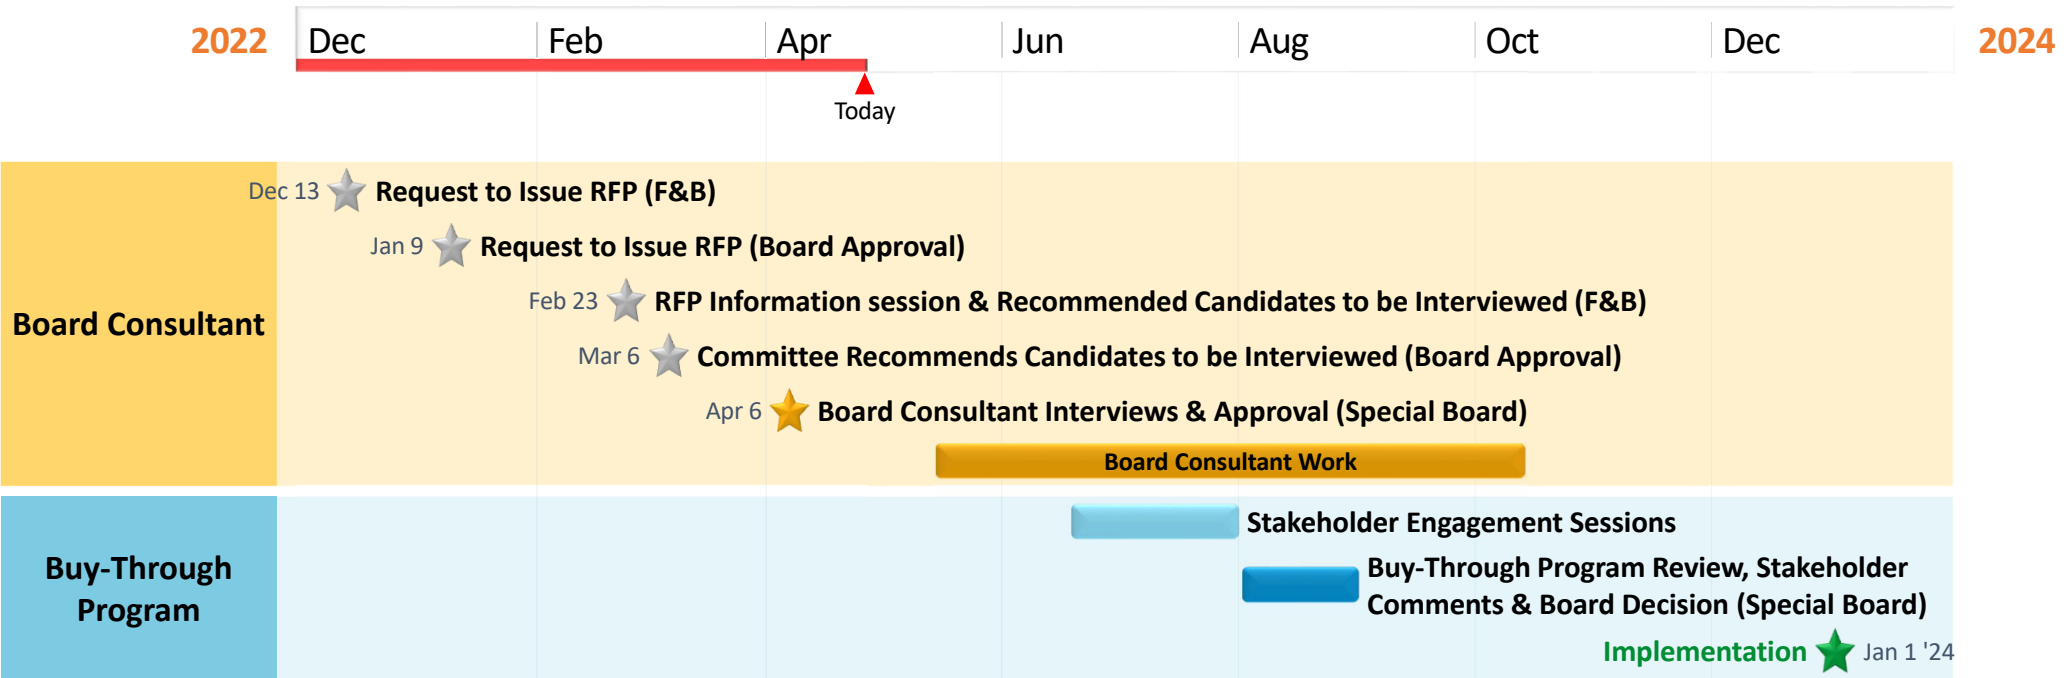 2022 Dec Feb Apr Jun Aug Oct Dec 2024
Today
Board Consultant
Dec 13 Request to Issue RFP (F&B)
Jan 9 Request to Issue RFP (Board Approval)
Feb 23 RFP Information session & Recommended Candidates to be Interviewed (F&B)
Mar 6 Committee Recommends Candidates to be Interviewed (Board Approval)
Apr 6 Board Consultant Interviews & Approval (Special Board)
Board Consultant Work
Buy-Through
Program
Stakeholder Engagement Sessions
Buy-Through Program Review, Stakeholder
Comments & Board Decision (Special Board)
Implementation Jan 1 '24